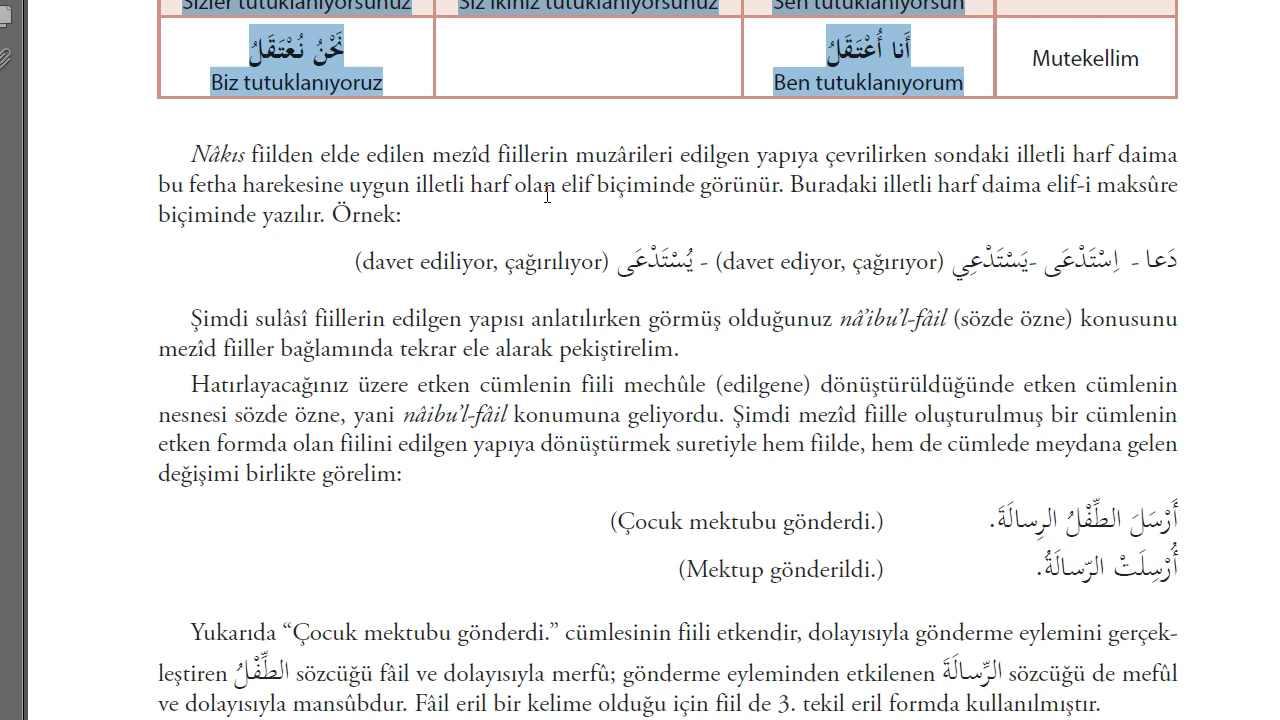 Sizler tutuklanıyorsunuz Siz ikiniz tutuklanıyorsunuz Sen tutuklanıyorsun
نَحْنُ نُعْتَقَلُ أَنا أُعْتَقَلُ
Biz tutuklanıyoruz Ben tutuklanıyorum Mutekellim
Nâkıs fiilden elde edilen mezîd fiillerin muzârileri edilgen yapıya çevrilirken sondaki illetli harf daima
bu fetha harekesine uygun illetli harf olan elif biçiminde görünür. Buradaki illetli harf daima elif-i maksûre
biçiminde yazılır. Örnek:
دَعا - اِسْتَدْعَى -يَسْتَدْعِي (davet ediyor, çağırıyor) - يُسْتَدْعَى (davet ediliyor, çağırılıyor)
Şimdi sulâsî fiillerin edilgen yapısı anlatılırken görmüş olduğunuz nâ’ibu’l-fâil (sözde özne) konusunu
mezîd fiiller bağlamında tekrar ele alarak pekiştirelim.
Hatırlayacağınız üzere etken cümlenin fiili mechûle (edilgene) dönüştürüldüğünde etken cümlenin
nesnesi sözde özne, yani nâibu’l-fâil konumuna geliyordu. Şimdi mezîd fiille oluşturulmuş bir cümlenin
etken formda olan fiilini edilgen yapıya dönüştürmek suretiyle hem fiilde, hem de cümlede meydana gelen
değişimi birlikte görelim:
(Çocuk mektubu gönderdi.) أَرْسَلَ الطِّفْلُ الرِسالَةَ.
(Mektup gönderildi.) أُرْسِلَتْ الرّسالَةُ.
Yukarıda “Çocuk mektubu gönderdi.” cümlesinin fiili etkendir, dolayısıyla gönderme eylemini gerçek-
leştiren الطِّفْلُ sözcüğü fâil ve dolayısıyla merfû; gönderme eyleminden etkilenen الرِّسالَةَ sözcüğü de mefûl
ve dolayısıyla mansûbdur. Fâil eril bir kelime olduğu için fiil de 3. tekil eril formda kullanılmıştır.